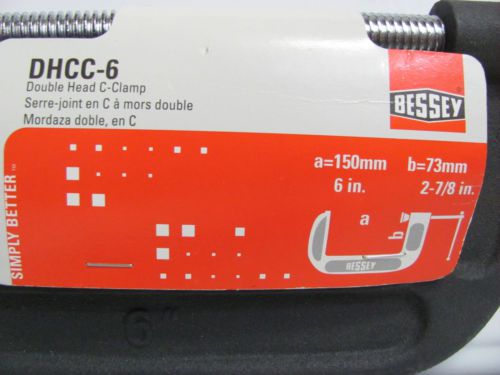 DHCC-6
Double Head C-Clamp
Serre-joint en C à mors double
Mordaza doble, en C
BESSEY
SIMPLY BETTER™
a=150mm b=73mm
6 in. 2-7/8 in.
a
b
BESSEY
6"